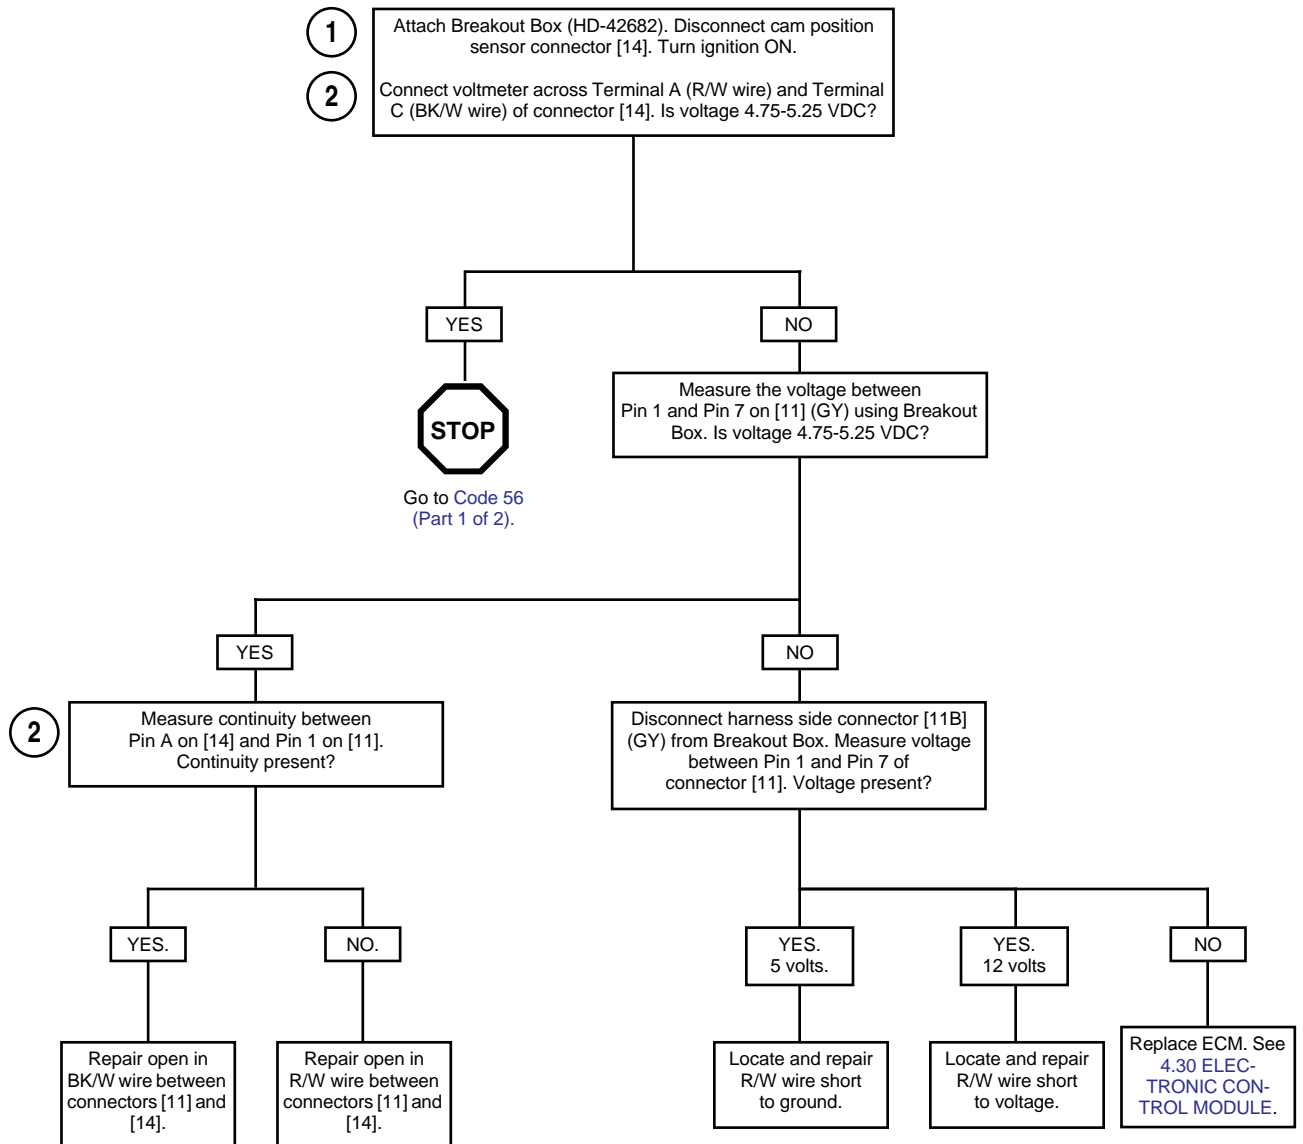 1
Attach Breakout Box (HD-42682). Disconnect cam position
sensor connector [14]. Turn ignition ON.
2
Connect voltmeter across Terminal A (R/W wire) and Terminal
C (BK/W wire) of connector [14]. Is voltage 4.75-5.25 VDC?
YES
NO
STOP
Go to Code 56
(Part 1 of 2).
Measure the voltage between
Pin 1 and Pin 7 on [11] (GY) using Breakout
Box. Is voltage 4.75-5.25 VDC?
YES
NO
2
Measure continuity between
Pin A on [14] and Pin 1 on [11].
Continuity present?
Disconnect harness side connector [11B]
(GY) from Breakout Box. Measure voltage
between Pin 1 and Pin 7 of
connector [11]. Voltage present?
YES.
NO.
YES.
5 volts.
YES.
12 volts
NO
Repair open in
BK/W wire between
connectors [11] and
[14].
Repair open in
R/W wire between
connectors [11] and
[14].
Locate and repair
R/W wire short
to ground.
Locate and repair
R/W wire short
to voltage.
Replace ECM. See
4.30 ELEC-
TRONIC CON-
TROL MODULE.